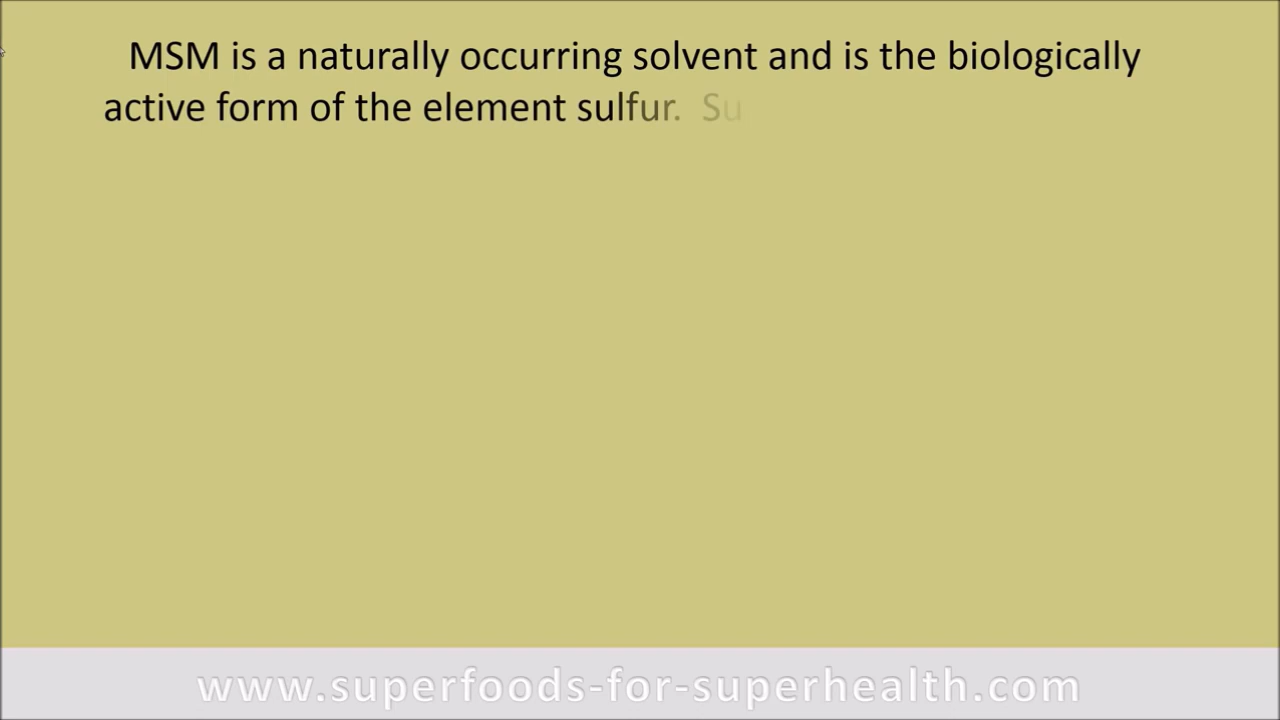 MSM is a naturally occurring solvent and is the biologically
active form of the element sulfur. Su
www.superfoods-for-superhealth.com